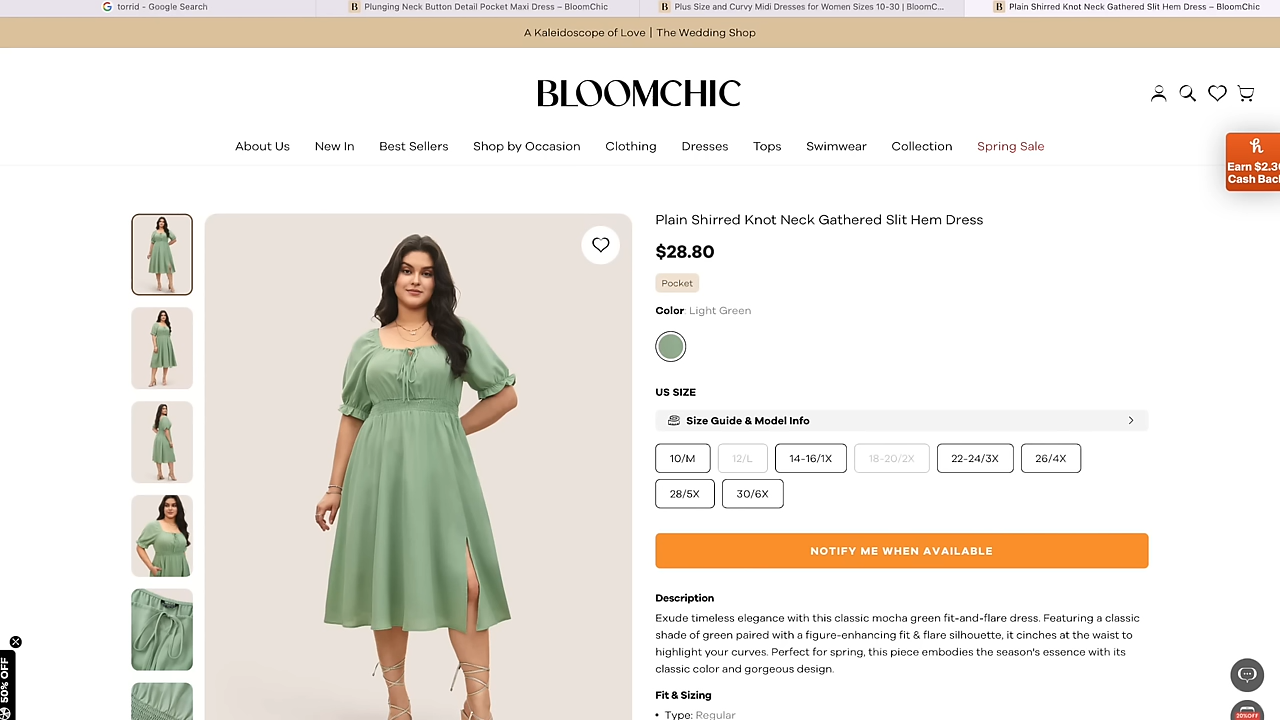 torrid - Google Search
B Plunging Neck Button Detail Pocket Maxi Dress – BloomChic
B Plus Size and Curvy Midi Dresses for Women Sizes 10-30 | BloomC...
B Plain Shirred Knot Neck Gathered Slit Hem Dress – BloomChic
A Kaleidoscope of Love | The Wedding Shop
BLOOMCHIC
About Us New In Best Sellers Shop by Occasion Clothing Dresses Tops Swimwear Collection Spring Sale
Earn $2.3
Cash Bac
Plain Shirred Knot Neck Gathered Slit Hem Dress
$28.80
Pocket
Color: Light Green
US SIZE
Size Guide & Model Info
10/M 12/L 14-16/1X 18-20/2X 22-24/3X 26/4X
28/5X 30/6X
NOTIFY ME WHEN AVAILABLE
Description
Exude timeless elegance with this classic mocha green fit-and-flare dress. Featuring a classic
shade of green paired with a figure-enhancing fit & flare silhouette, it cinches at the waist to
highlight your curves. Perfect for spring, this piece embodies the season's essence with its
classic color and gorgeous design.
Fit & Sizing
• Type: Regular
50% OFF
20%OFF